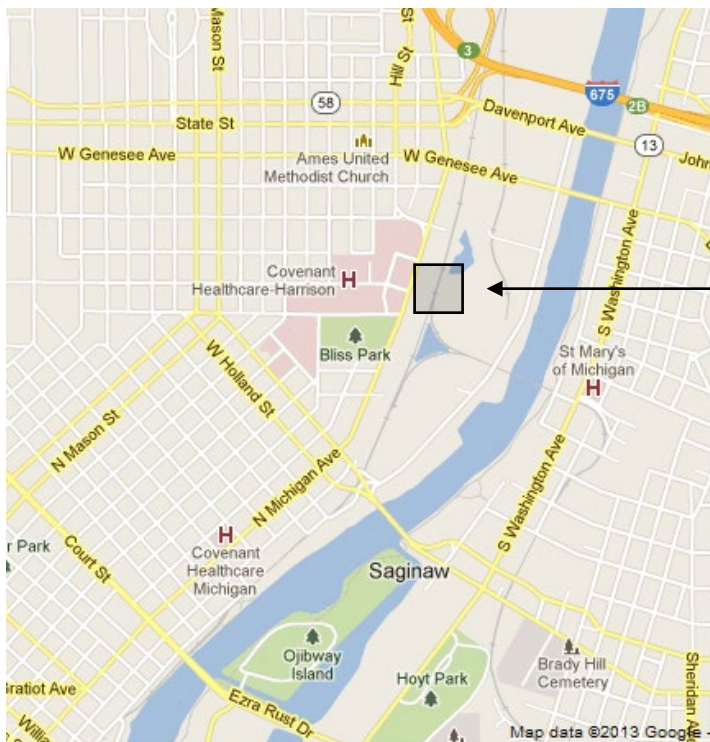 Mason St
Hill St
St
3
675
2B
58
Davenport Ave
State St
13
W Genesee Ave
Ames United
Methodist Church
W Genesee Ave
John
Covenant
Healthcare-Harrison
H
S Washington Ave
Bliss Park
St Mary's
of Michigan
H
W Holland St
N Mason St
N Michigan Ave
S Washington Ave
H
Covenant
Healthcare
Michigan
r Park
Court St
Saginaw
Ojibway
Island
Hoyt Park
Brady Hill
Cemetery
Sheridan A
Bratiot Ave
Ezra Rust Dr
Willia
Map data ©2013 Google -